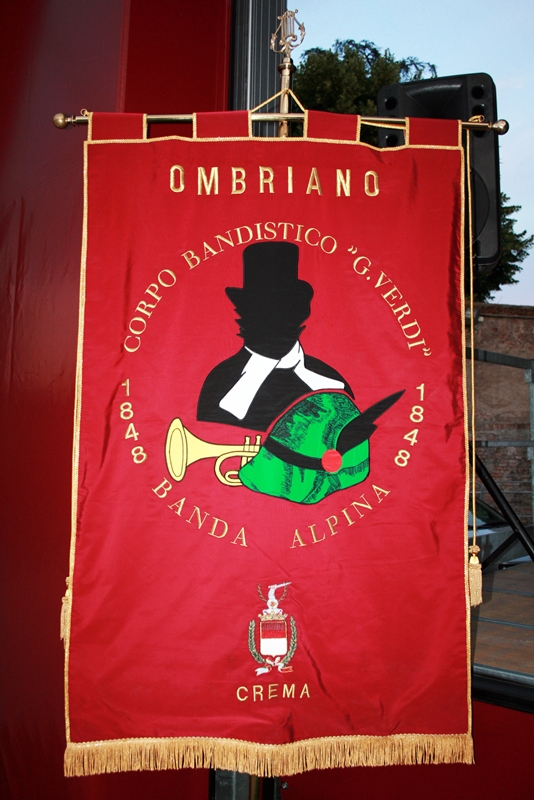 OMBRIANO
CORPO BANDISTICO "G.VERDI"
1848 1848
BANDA ALPINA
CREMA